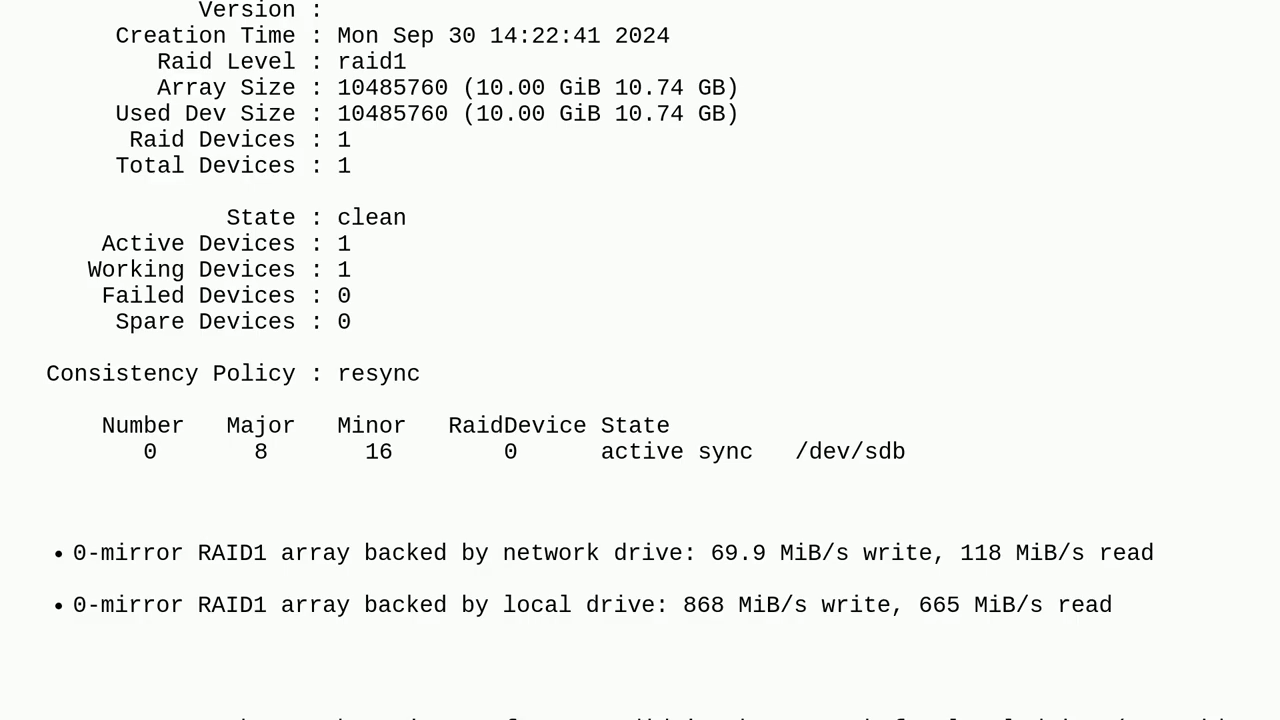 Version :
Creation Time : Mon Sep 30 14:22:41 2024
Raid Level : raid1
Array Size : 10485760 (10.00 GiB 10.74 GB)
Used Dev Size : 10485760 (10.00 GiB 10.74 GB)
Raid Devices : 1
Total Devices : 1
State : clean
Active Devices : 1
Working Devices : 1
Failed Devices : 0
Spare Devices : 0
Consistency Policy : resync
Number Major Minor RaidDevice State
0 8 16 0 active sync /dev/sdb
• 0-mirror RAID1 array backed by network drive: 69.9 MiB/s write, 118 MiB/s read
• 0-mirror RAID1 array backed by local drive: 868 MiB/s write, 665 MiB/s read